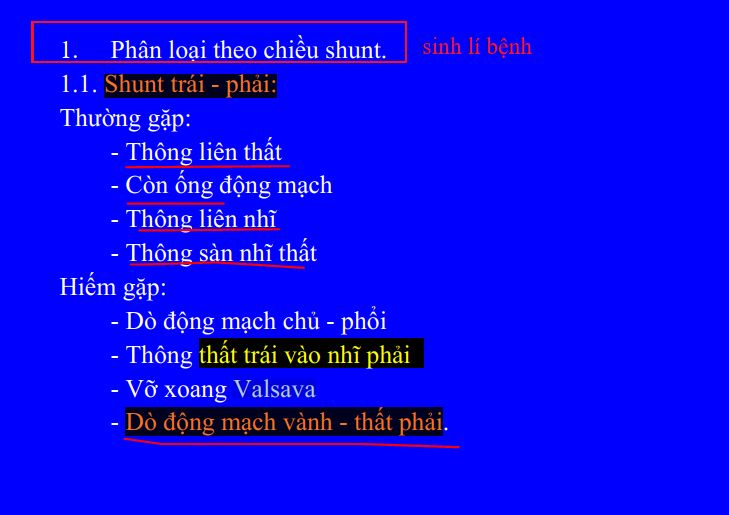 1. Phân loại theo chiều shunt. sinh lí bệnh
1.1. Shunt trái - phải:
Thường gặp:
- Thông liên thất
- Còn ống động mạch
- Thông liên nhĩ
- Thông sàn nhĩ thất
Hiếm gặp:
- Dò động mạch chủ - phổi
- Thông thất trái vào nhĩ phải
- Vỡ xoang Valsava
- Dò động mạch vành - thất phải.